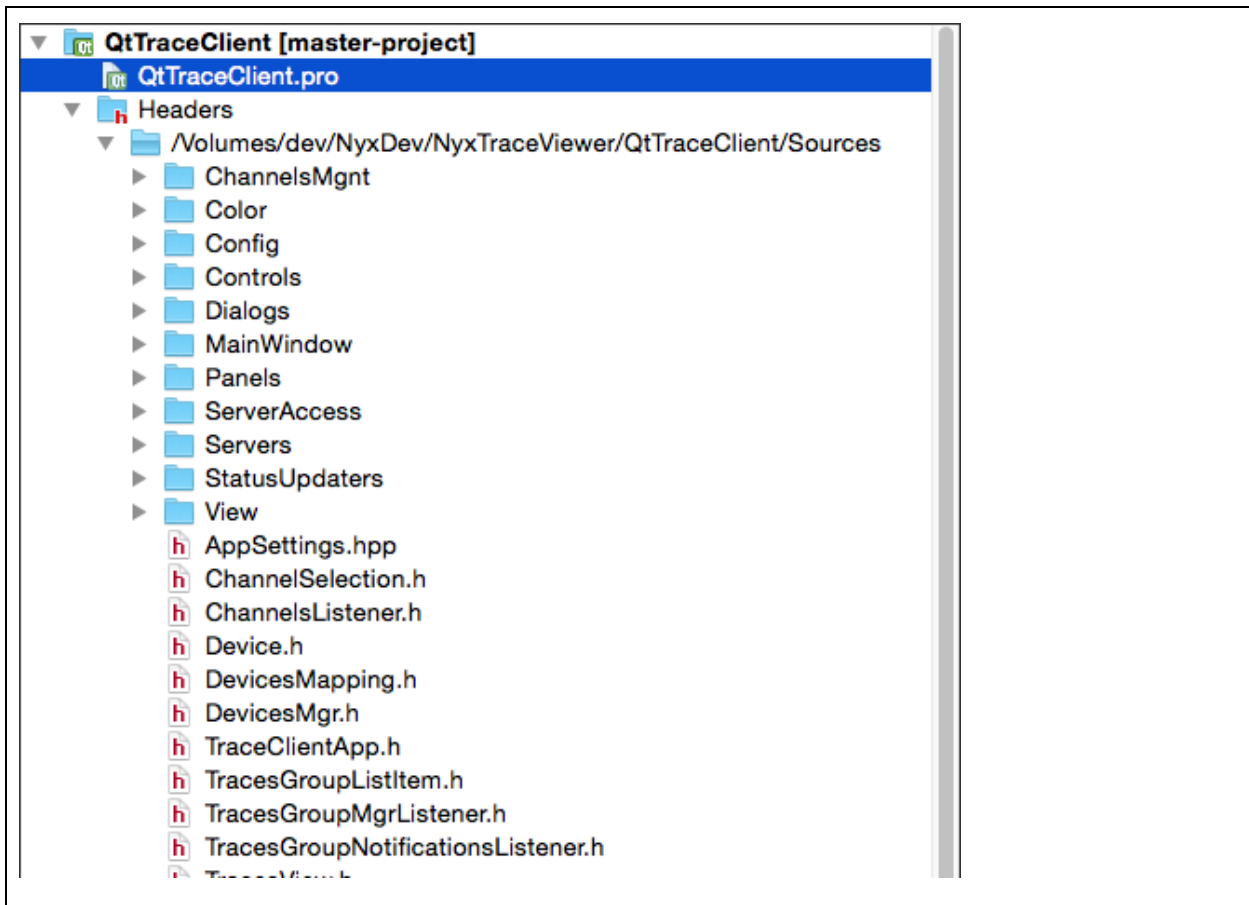 QtTraceClient [master-project]
QtTraceClient.pro
Headers
/Volumes/dev/NyxDev/NyxTraceViewer/QtTraceClient/Sources
ChannelsMgnt
Color
Config
Controls
Dialogs
MainWindow
Panels
ServerAccess
Servers
StatusUpdaters
View
AppSettings.hpp
ChannelSelection.h
ChannelsListener.h
Device.h
DevicesMapping.h
DevicesMgr.h
TraceClientApp.h
TracesGroupListItem.h
TracesGroupMgrListener.h
TracesGroupNotificationsListener.h
TracesView.h